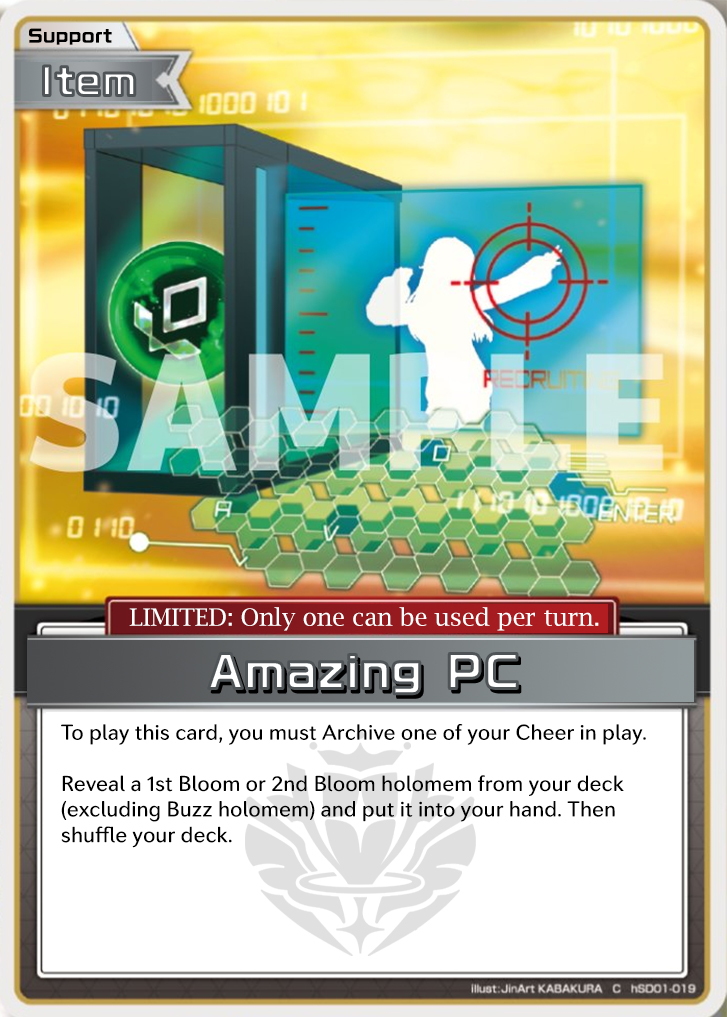 Support
Item
1000 101
SAMPLE
001010
0110
A
V
ENTER
LIMITED: Only one can be used per turn.
Amazing PC
To play this card, you must Archive one of your Cheer in play.
Reveal a 1st Bloom or 2nd Bloom holomem from your deck
(excluding Buzz holomem) and put it into your hand. Then
shuffle your deck.
illust:JinArt KABAKURA C hSD01-019